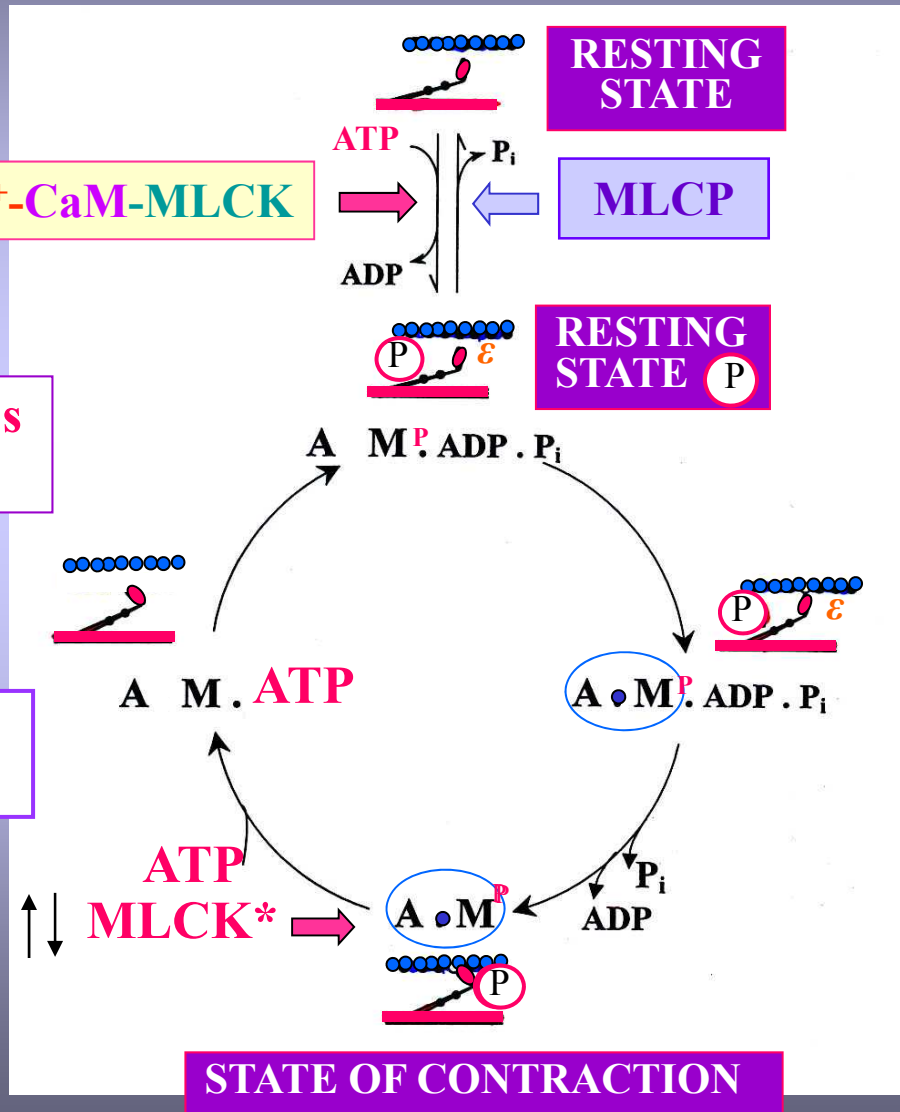 RESTING
STATE
ATP
Pi
+-CaM-MLCK
MLCP
ADP
RESTING
STATE P
P ε
s
A M P. ADP . Pi
P ε
A M . ATP
A • M P. ADP . Pi
ATP
Pi
MLCK*
A • M P
ADP
P
STATE OF CONTRACTION